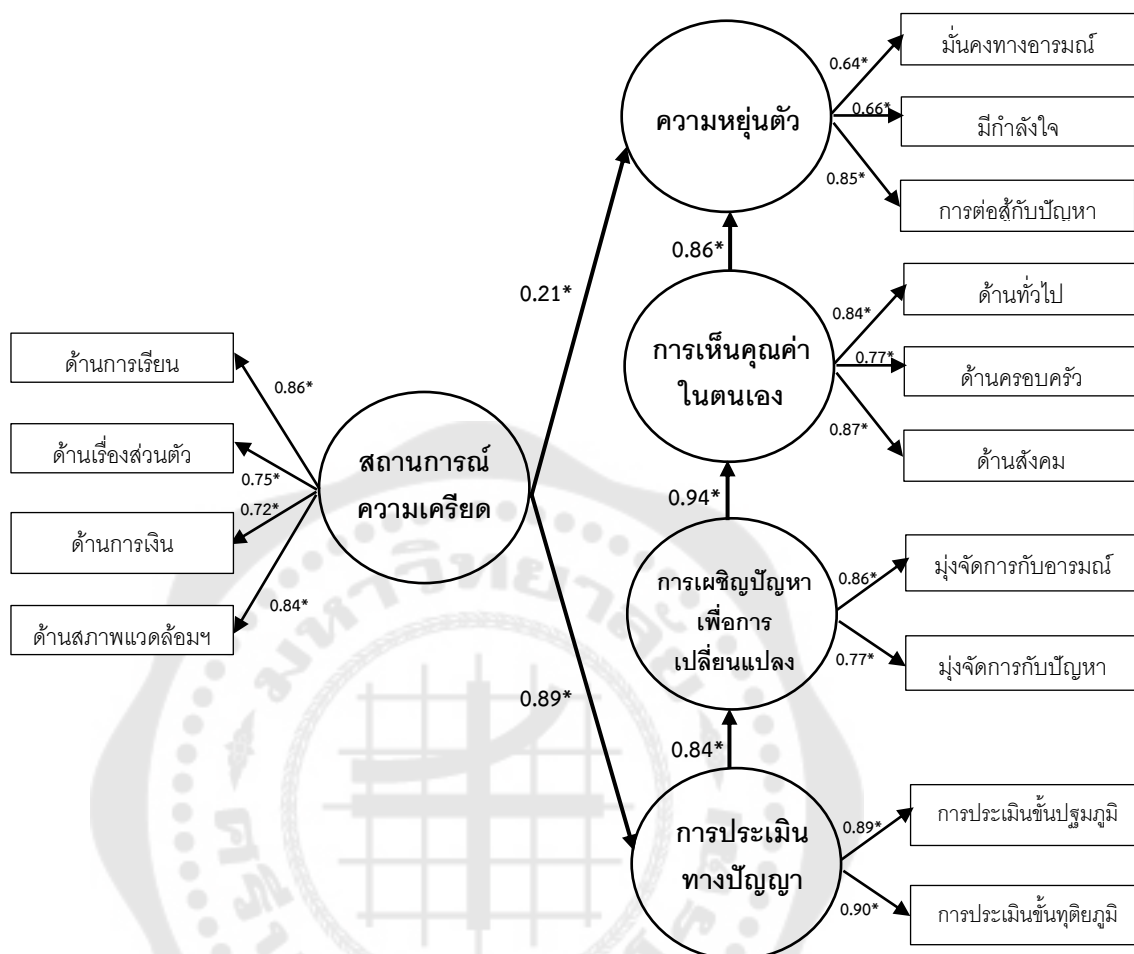 มั่นคงทางอารมณ์
0.64*
ความหยุ่นตัว
0.66*
มีกำลังใจ
0.85*
การต่อสู้กับปัญหา
0.86*
0.21*
ด้านทั่วไป
0.84*
การเห็นคุณค่า
ในตนเอง
0.77*
ด้านครอบครัว
0.87*
ด้านสังคม
ด้านการเรียน
0.86*
ด้านเรื่องส่วนตัว
0.75*
สถานการณ์
ความเครียด
0.72*
ด้านการเงิน
0.84*
ด้านสภาพแวดล้อมฯ
0.94*
การเผชิญปัญหา
เพื่อการ
เปลี่ยนแปลง
0.86*
มุ่งจัดการกับอารมณ์
0.77*
มุ่งจัดการกับปัญหา
0.89*
0.84*
การประเมิน
ทางปัญญา
0.89*
การประเมินขั้นปฐมภูมิ
0.90*
การประเมินขั้นทุติยภูมิ
มหาวิทยาลัย